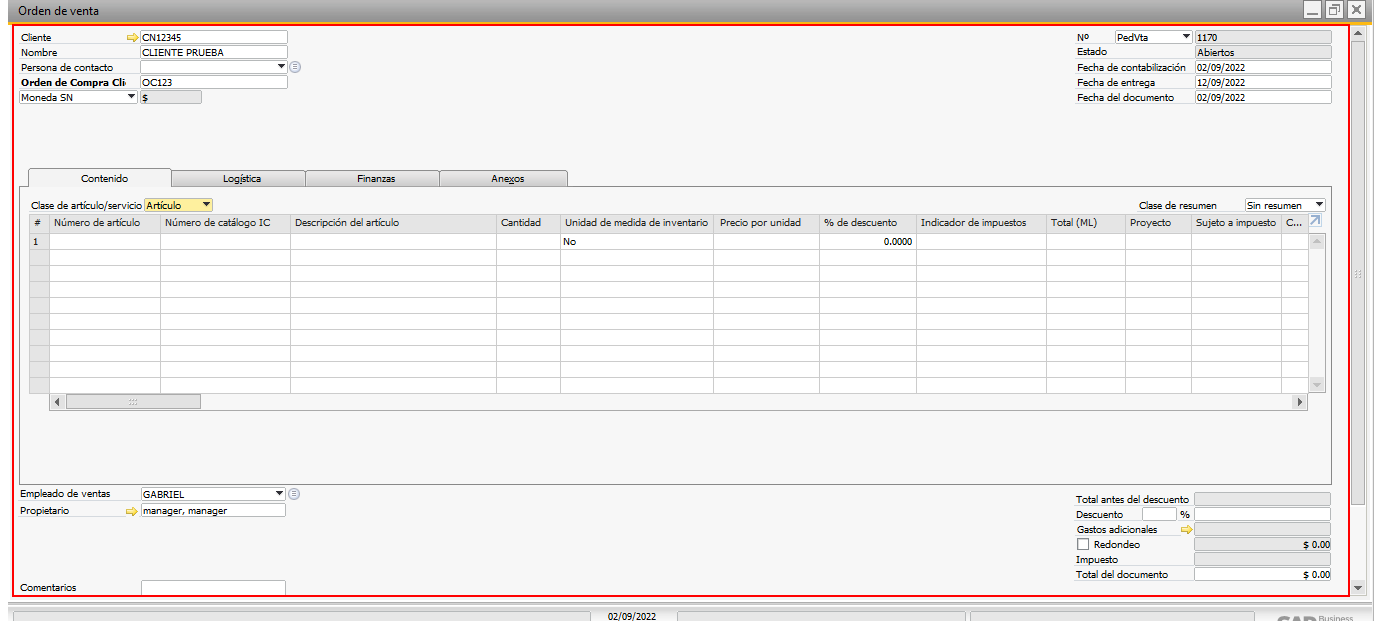 Orden de venta
Cliente CN12345
Nombre CLIENTE PRUEBA
Persona de contacto
Orden de Compra Cli OC123
Moneda SN $
Nº PedVta 1170
Estado Abiertos
Fecha de contabilización 02/09/2022
Fecha de entrega 12/09/2022
Fecha del documento 02/09/2022
Contenido Logística Finanzas Anexos
Clase de artículo/servicio Artículo Clase de resumen Sin resumen
# Número de artículo Número de catálogo IC Descripción del artículo Cantidad Unidad de medida de inventario Precio por unidad % de descuento Indicador de impuestos Total (ML) Proyecto Sujeto a impuesto C...
1 No 0.0000
Empleado de ventas GABRIEL
Propietario manager, manager
Comentarios
Total antes del descuento
Descuento %
Gastos adicionales
Redondeo $ 0.00
Impuesto
Total del documento $ 0.00
02/09/2022
SAP Business